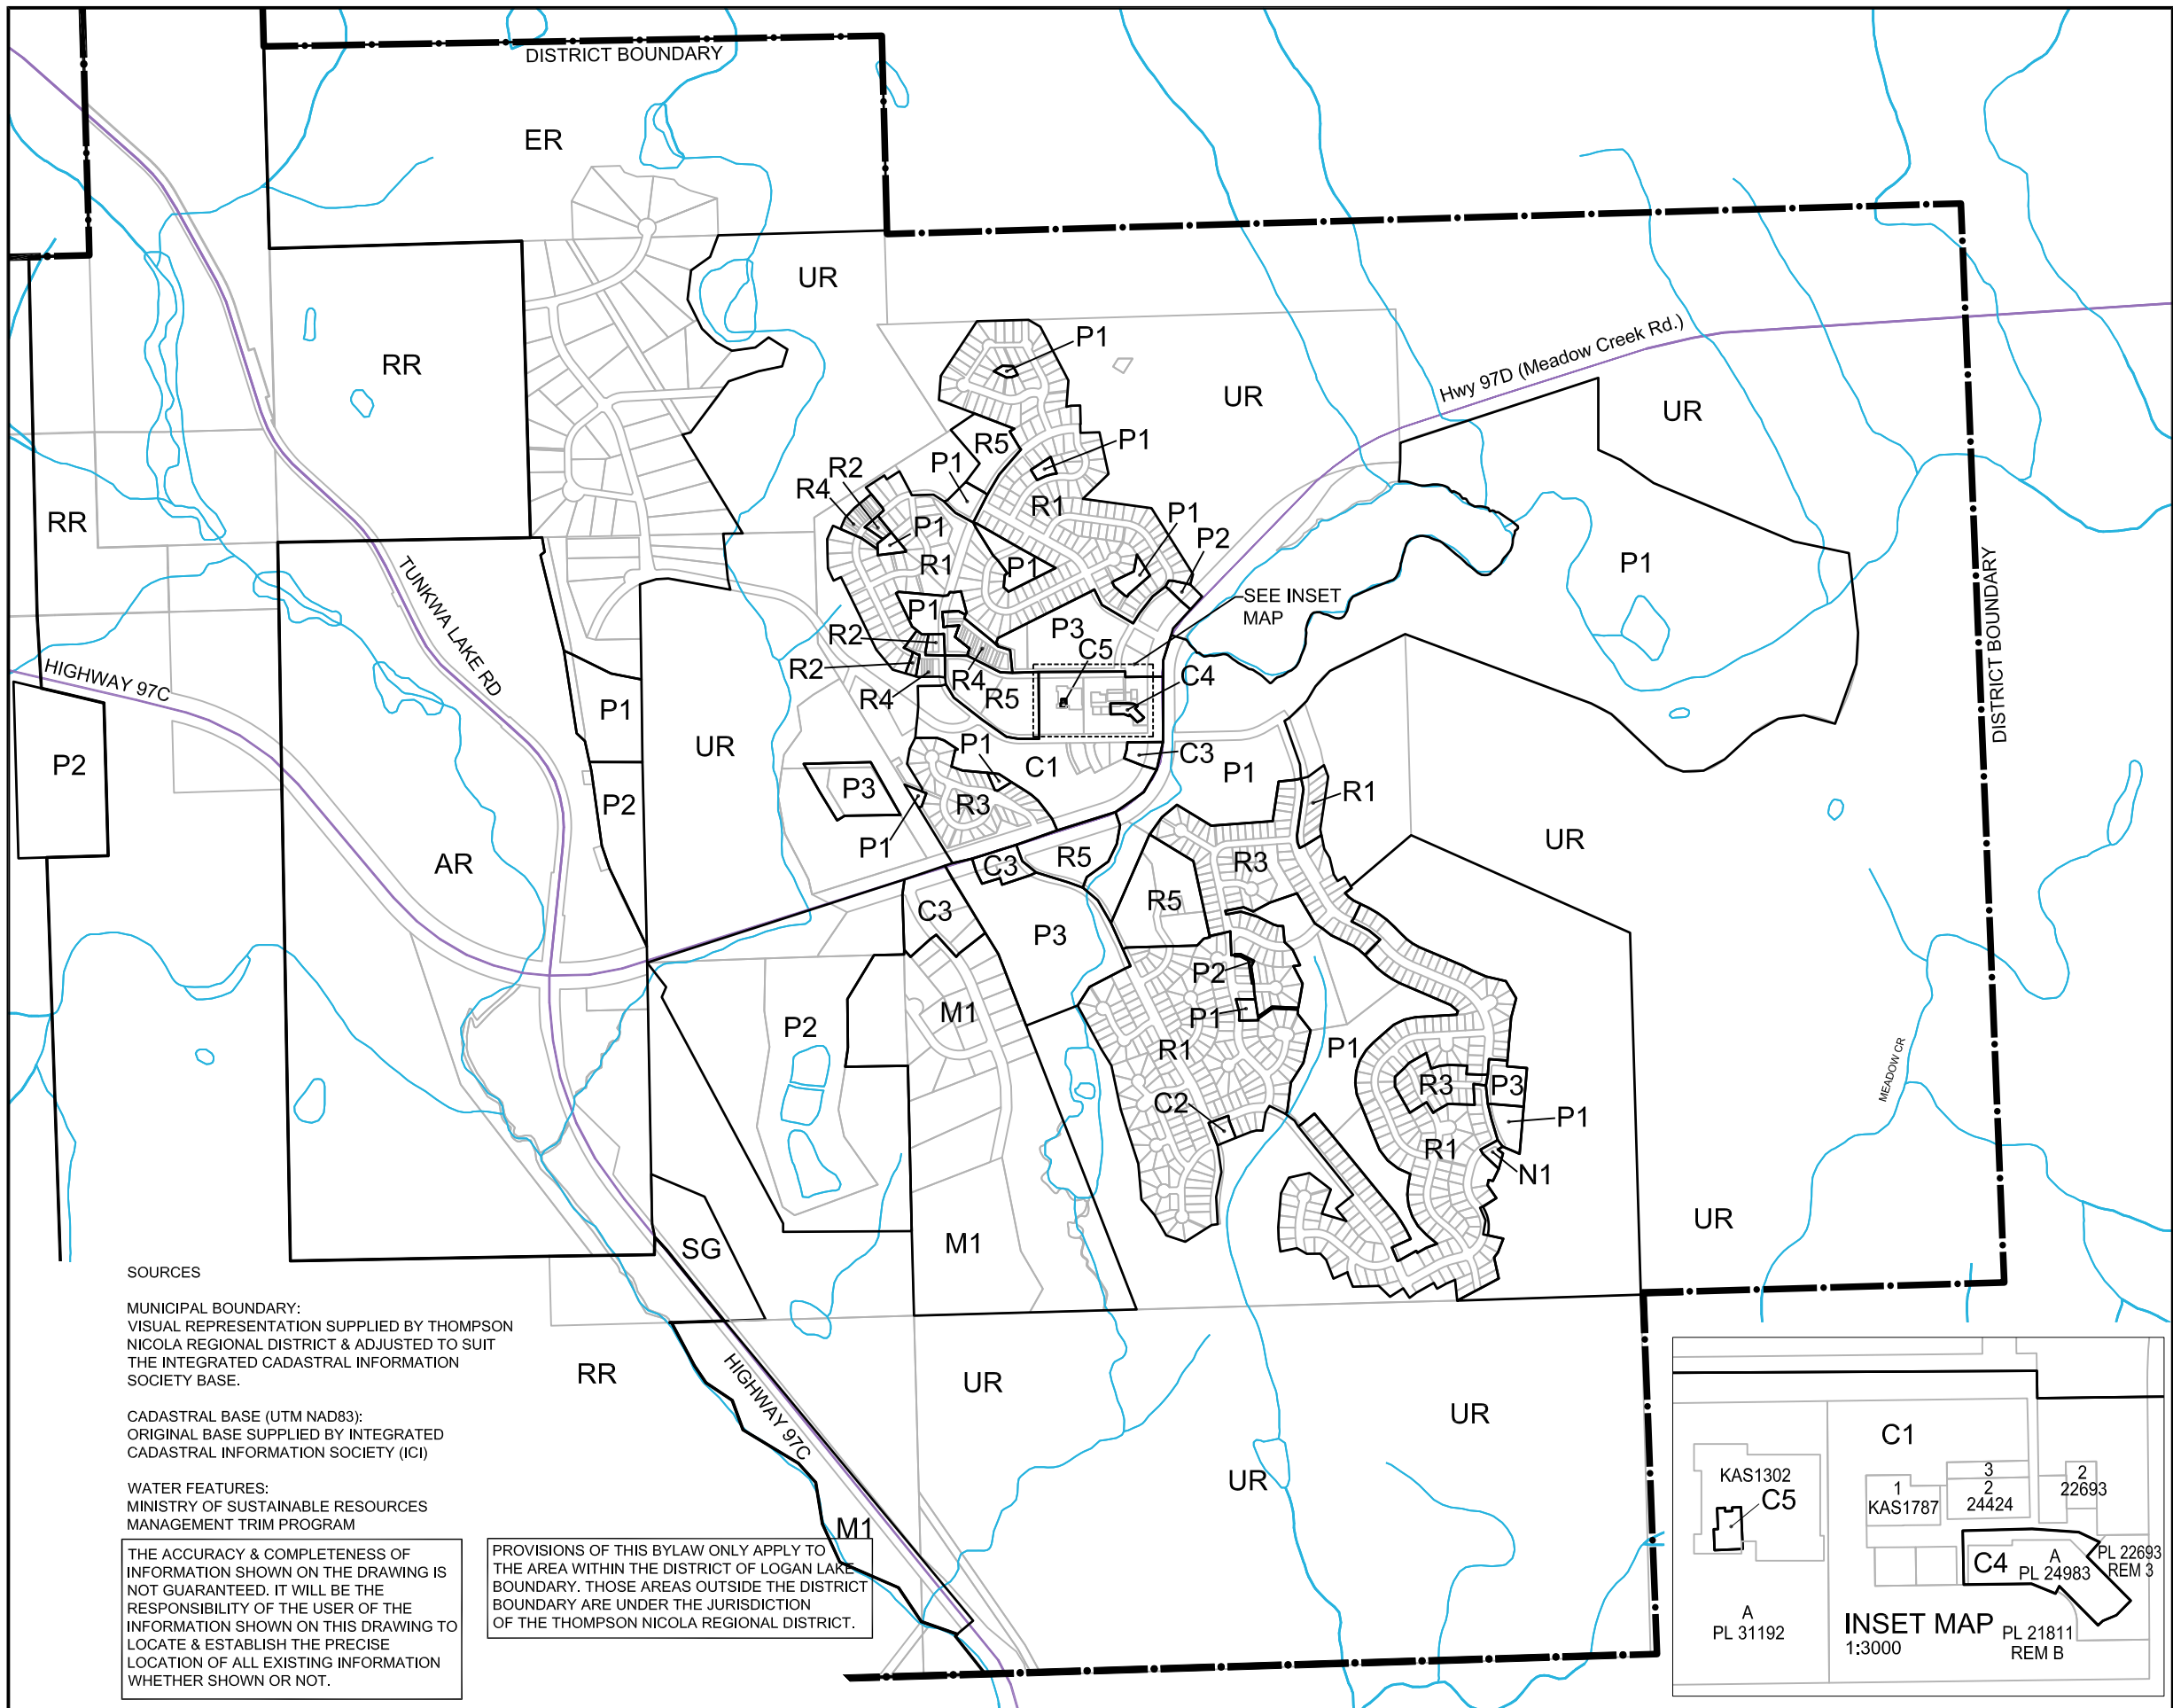 DISTRICT BOUNDARY
ER
UR
P1
RR
Hwy 97D (Meadow Creek Rd.)
UR
UR
R5
P1
P1
R2
R4
R1
P1
P2
RR
P1
R1
P1
P1
TUNKWA LAKE RD
SEE INSET
MAP
P1
P3
R2
C5
DISTRICT BOUNDARY
R2
R4
R4
R5
C4
HIGHWAY 97C
P1
UR
P1
C3
C1
P1
P2
P3
P2
R3
R1
P1
UR
AR
C3
R5
R3
R5
C3
P3
P2
M1
P2
P1
R1
P1
MEADOW CR
R3
P3
C2
P1
R1
N1
UR
SG
M1
SOURCES
MUNICIPAL BOUNDARY:
VISUAL REPRESENTATION SUPPLIED BY THOMPSON
NICOLA REGIONAL DISTRICT & ADJUSTED TO SUIT
THE INTEGRATED CADASTRAL INFORMATION
SOCIETY BASE.
CADASTRAL BASE (UTM NAD83):
ORIGINAL BASE SUPPLIED BY INTEGRATED
CADASTRAL INFORMATION SOCIETY (ICI)
WATER FEATURES:
MINISTRY OF SUSTAINABLE RESOURCES
MANAGEMENT TRIM PROGRAM
RR
HIGHWAY 97C
UR
UR
UR
M1
THE ACCURACY & COMPLETENESS OF
INFORMATION SHOWN ON THE DRAWING IS
NOT GUARANTEED. IT WILL BE THE
RESPONSIBILITY OF THE USER OF THE
INFORMATION SHOWN ON THIS DRAWING TO
LOCATE & ESTABLISH THE PRECISE
LOCATION OF ALL EXISTING INFORMATION
WHETHER SHOWN OR NOT.
PROVISIONS OF THIS BYLAW ONLY APPLY TO
THE AREA WITHIN THE DISTRICT OF LOGAN LAKE
BOUNDARY. THOSE AREAS OUTSIDE THE DISTRICT
BOUNDARY ARE UNDER THE JURISDICTION
OF THE THOMPSON NICOLA REGIONAL DISTRICT.
C1
KAS1302
C5
1
KAS1787
3
2
24424
2
22693
C4
A
PL 24983
PL 22693
REM 3
A
PL 31192
INSET MAP
1:3000
PL 21811
REM B